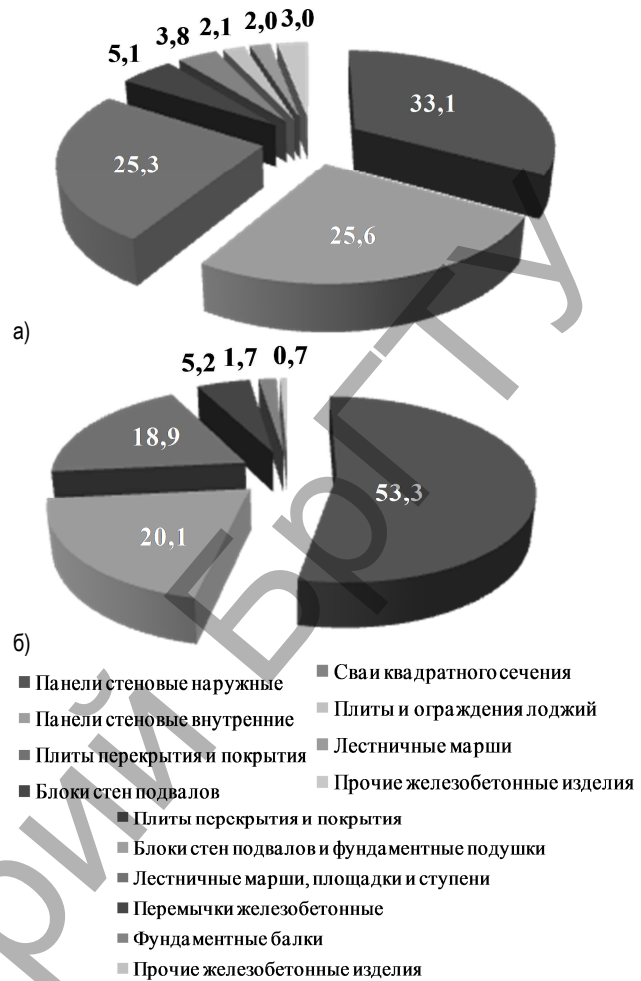 5,1 3,8 2,1 2,0 3,0
33,1
25,3
25,6
а)
5,2 1,7 0,7
18,9
53,3
20,1
б)
Панели стеновые наружные
Панели стеновые внутренние
Плиты перекрытия и покрытия
Блоки стен подвалов
Сваи квадратного сечения
Плиты и ограждения лоджий
Лестничные марши
Прочие железобетонные изделия
Плиты перекрытия и покрытия
Блоки стен подвалов и фундаментные подушки
Лестничные марши, площадки и ступени
Перемычки железобетонные
Фундаментные балки
Прочие железобетонные изделия
рий БрГТУ